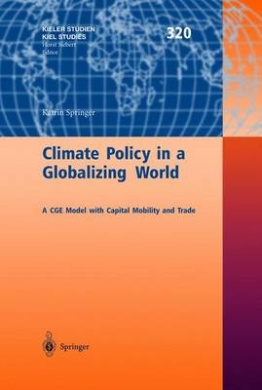 KIELER STUDIEN
KIEL STUDIES
Horst Siebert
Editor
320
Katrin Springer
Climate Policy in a
Globalizing World
A CGE Model with Capital Mobility and Trade
Springer